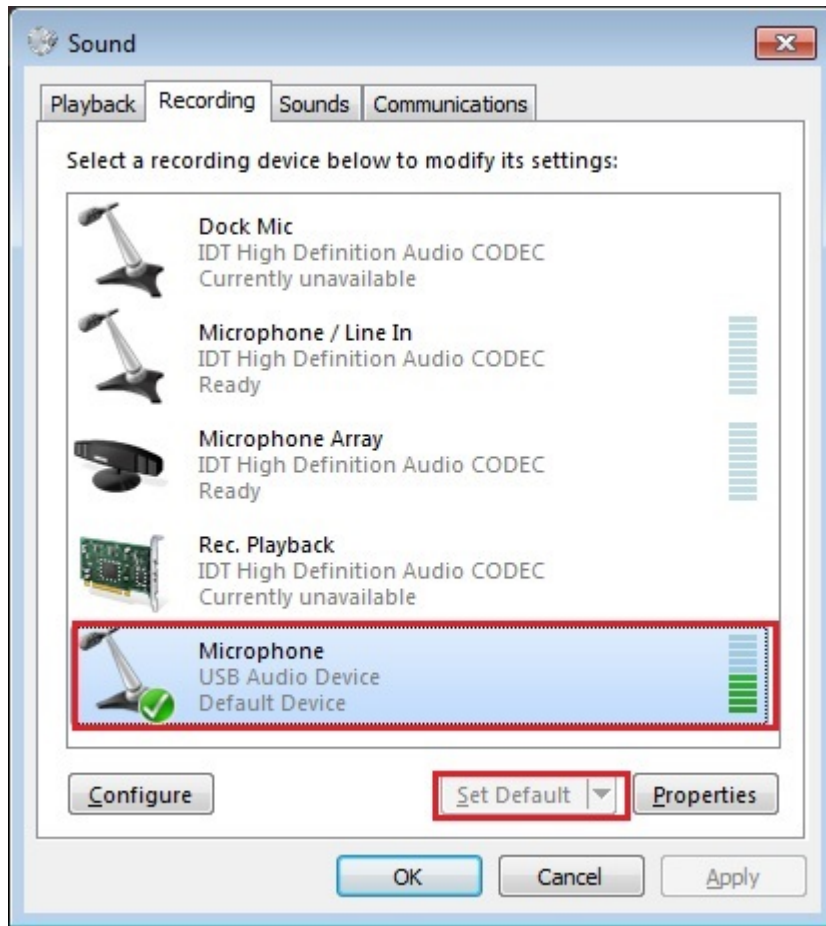 Sound
Playback Recording Sounds Communications
Select a recording device below to modify its settings:
Dock Mic
IDT High Definition Audio CODEC
Currently unavailable
Microphone / Line In
IDT High Definition Audio CODEC
Ready
Microphone Array
IDT High Definition Audio CODEC
Ready
Rec. Playback
IDT High Definition Audio CODEC
Currently unavailable
Microphone
USB Audio Device
Default Device
Configure Set Default Properties
OK Cancel Apply